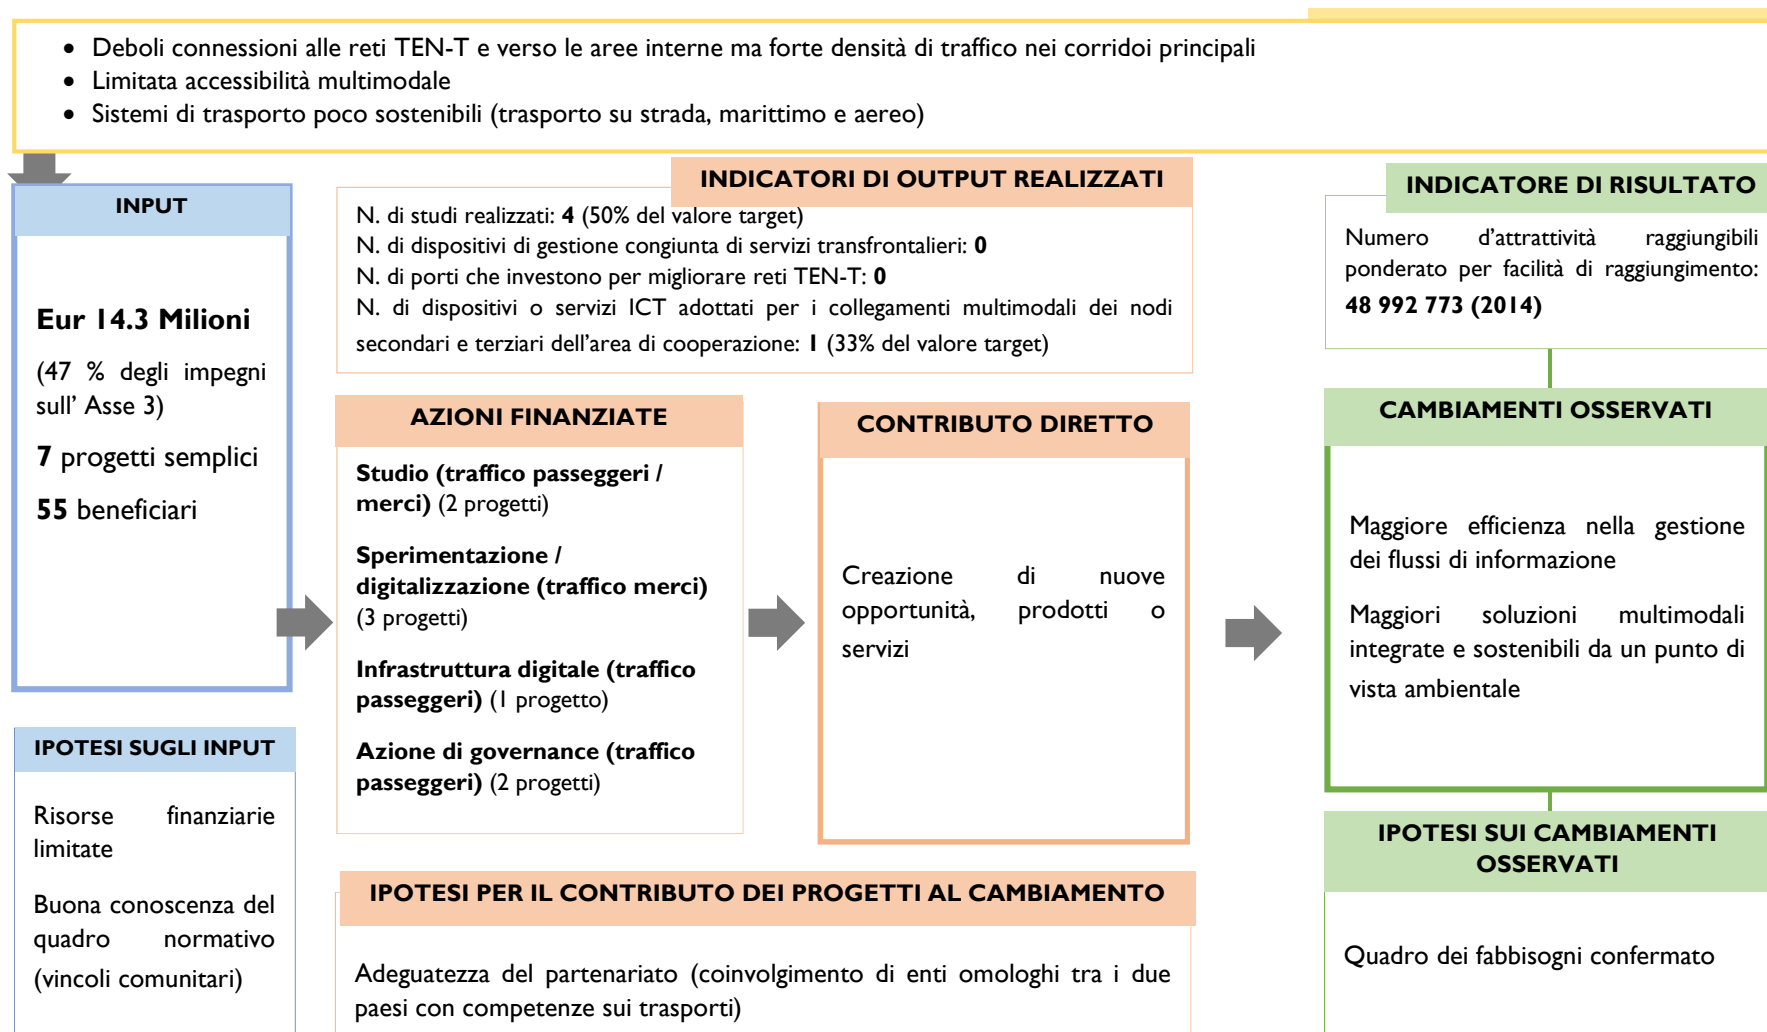 • Deboli connessioni alle reti TEN-T e verso le aree interne ma forte densità di traffico nei corridoi principali
• Limitata accessibilità multimodale
• Sistemi di trasporto poco sostenibili (trasporto su strada, marittimo e aereo)
INPUT
Eur 14.3 Milioni
(47 % degli impegni
sull' Asse 3)
7 progetti semplici
55 beneficiari
IPOTESI SUGLI INPUT
Risorse finanziarie
limitate
Buona conoscenza del
quadro normativo
(vincoli comunitari)
INDICATORI DI OUTPUT REALIZZATI
N. di studi realizzati: 4 (50% del valore target)
N. di dispositivi di gestione congiunta di servizi transfrontalieri: 0
N. di porti che investono per migliorare reti TEN-T: 0
N. di dispositivi o servizi ICT adottati per i collegamenti multimodali dei nodi
secondari e terziari dell'area di cooperazione: 1 (33% del valore target)
AZIONI FINANZIATE
Studio (traffico passeggeri /
merci) (2 progetti)
Sperimentazione /
digitalizzazione (traffico merci)
(3 progetti)
Infrastruttura digitale (traffico
passeggeri) (1 progetto)
Azione di governance (traffico
passeggeri) (2 progetti)
CONTRIBUTO DIRETTO
Creazione di nuove
opportunità, prodotti o
servizi
IPOTESI PER IL CONTRIBUTO DEI PROGETTI AL CAMBIAMENTO
Adeguatezza del partenariato (coinvolgimento di enti omologhi tra i due
paesi con competenze sui trasporti)
INDICATORE DI RISULTATO
Numero d'attrattività raggiungibili
ponderato per facilità di raggiungimento:
48 992 773 (2014)
CAMBIAMENTI OSSERVATI
Maggiore efficienza nella gestione
dei flussi di informazione
Maggiori soluzioni multimodali
integrate e sostenibili da un punto di
vista ambientale
IPOTESI SUI CAMBIAMENTI
OSSERVATI
Quadro dei fabbisogni confermato